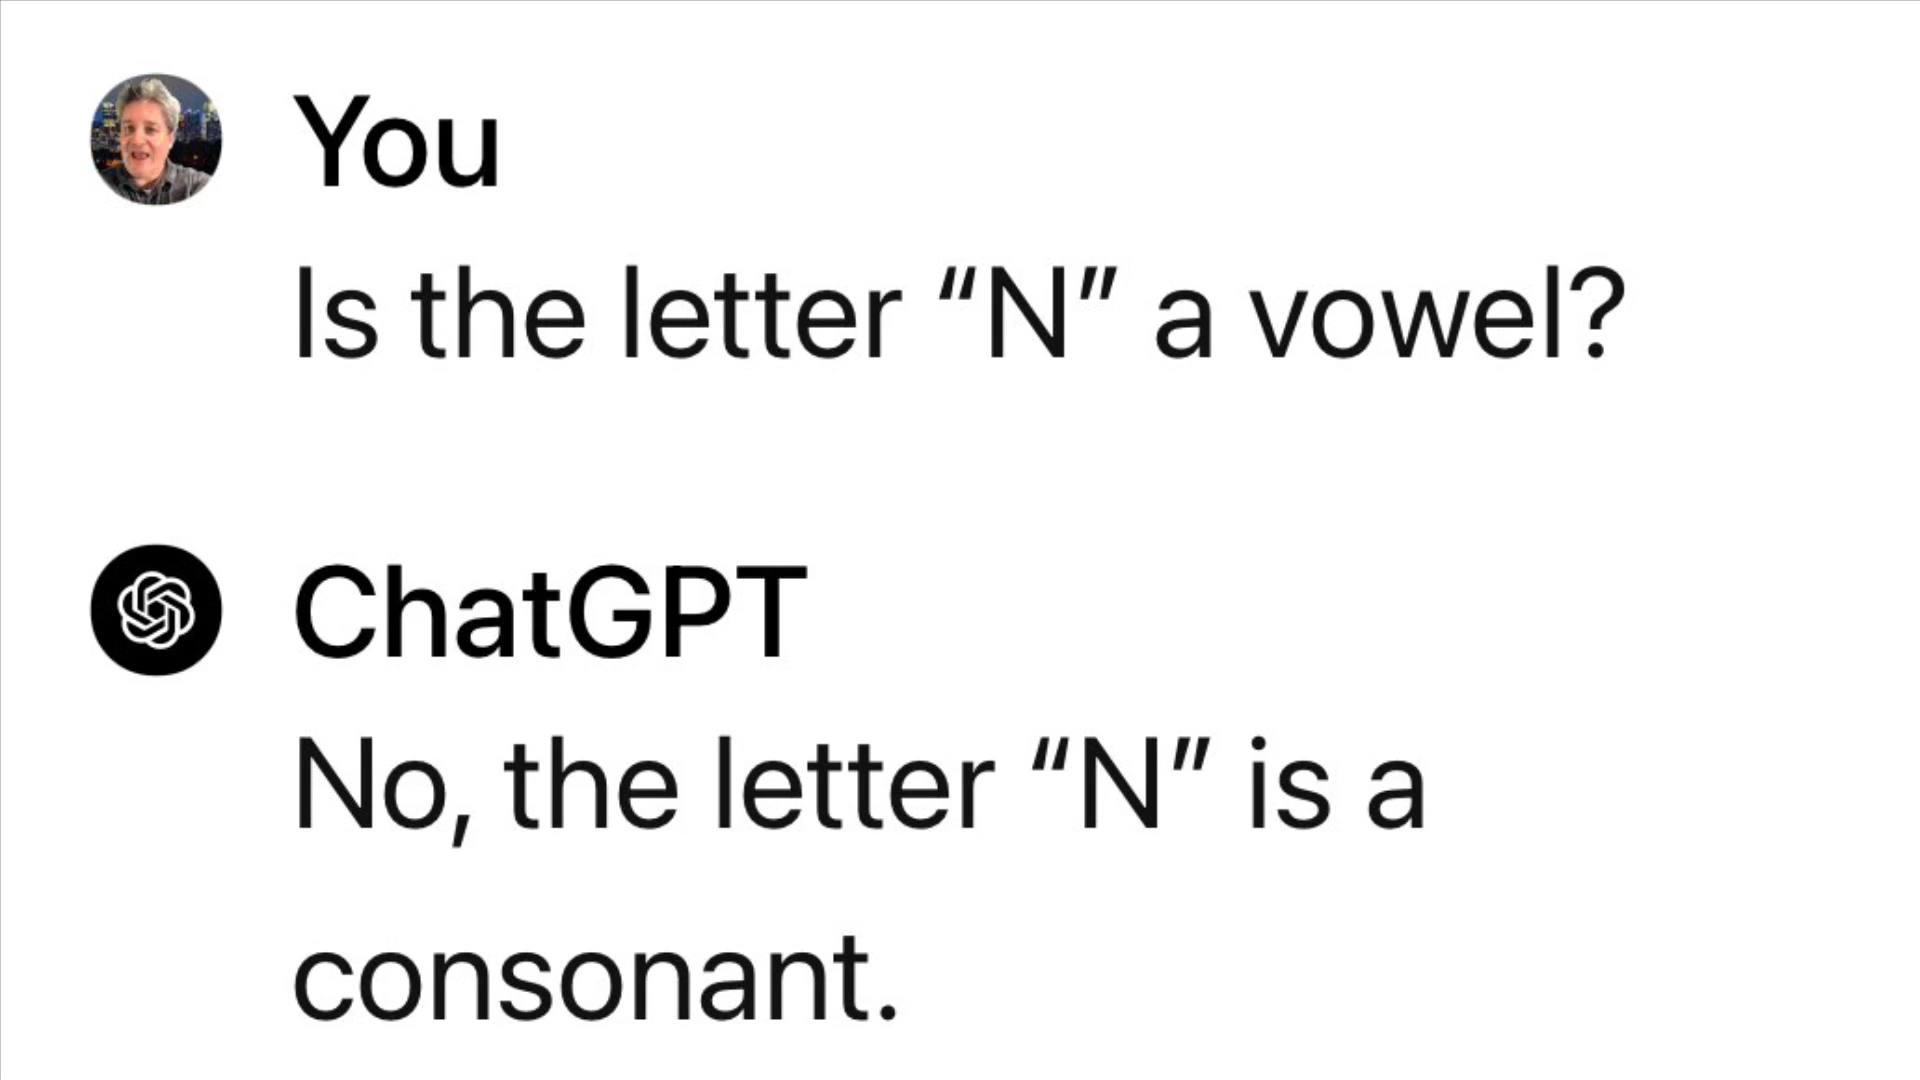 You
Is the letter “N” a vowel?
ChatGPT
No, the letter “N” is a
consonant.